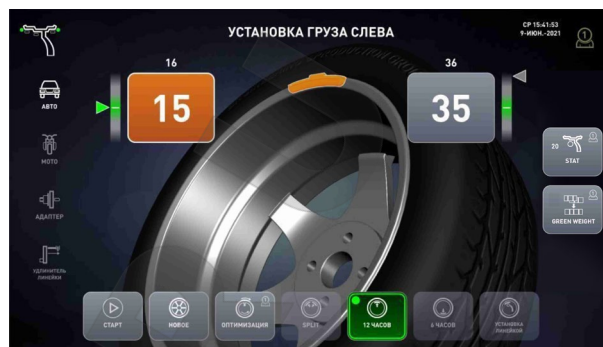 УСТАНОВКА ГРУЗА СЛЕВА
СР 15:41:53
9-ИЮН.-2021
1
16
36
15
35
АВТО
МОТО
АДАПТЕР
УДЛИНИТЕЛЬ
ЛИНЕЙКИ
20
STAT
GREEN WEIGHT
СТАРТ
НОВОЕ
ОПТИМИЗАЦИЯ
SPLIT
12 ЧАСОВ
6 ЧАСОВ
УСТАНОВКА
ЛИНЕЙКОЙ